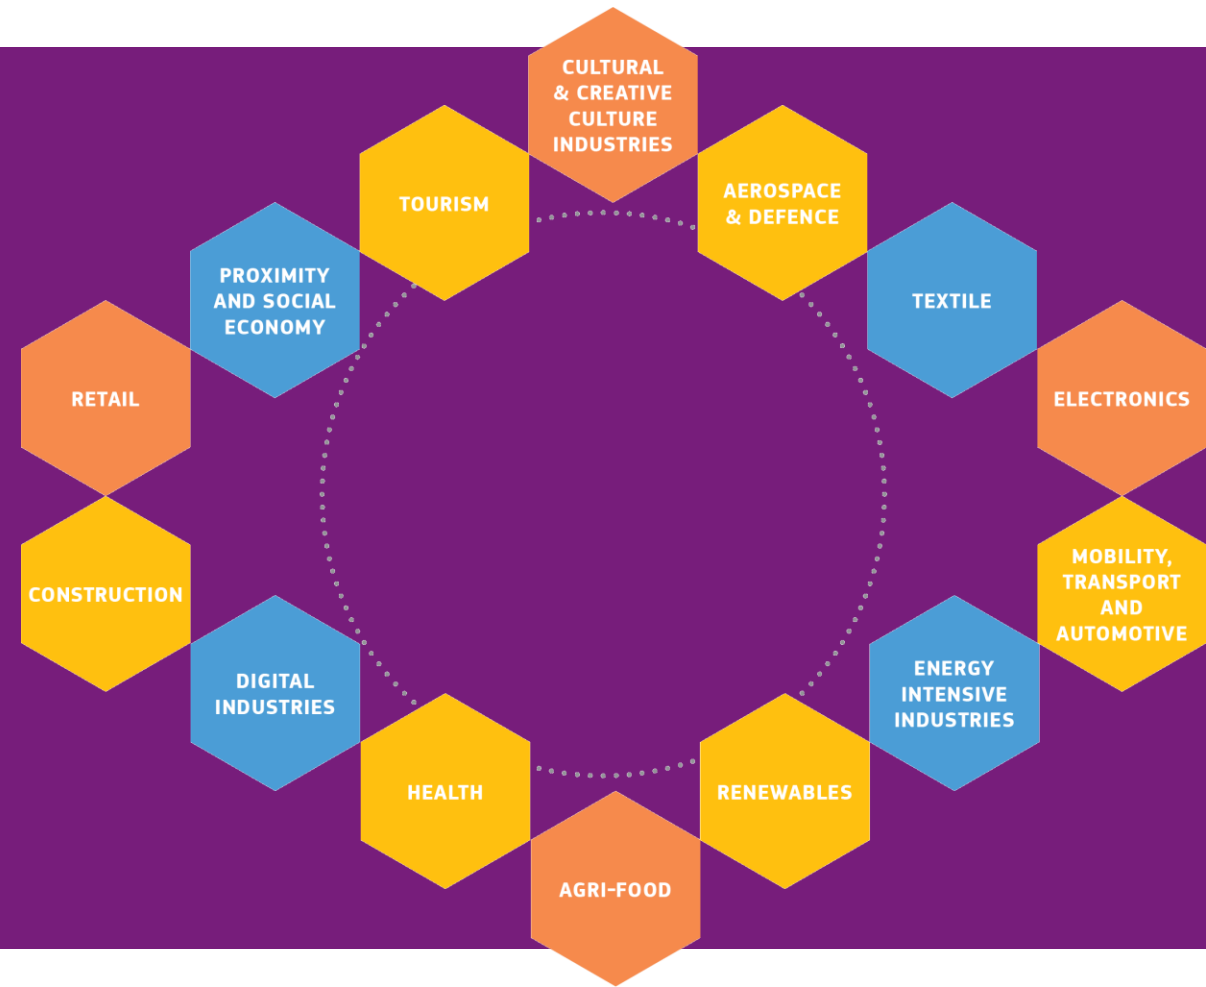 CULTURAL
& CREATIVE
CULTURE
INDUSTRIES
AEROSPACE
& DEFENCE
TEXTILE
ELECTRONICS
MOBILITY,
TRANSPORT
AND
AUTOMOTIVE
ENERGY
INTENSIVE
INDUSTRIES
RENEWABLES
AGRI-FOOD
HEALTH
DIGITAL
INDUSTRIES
CONSTRUCTION
RETAIL
PROXIMITY
AND SOCIAL
ECONOMY
TOURISM